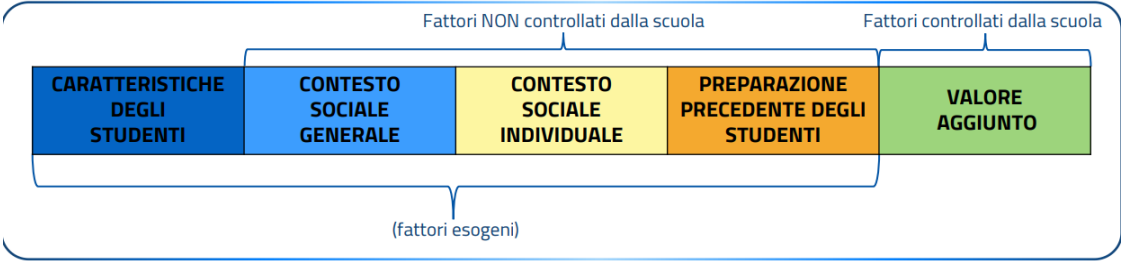 Fattori NON controllati dalla scuola
Fattori controllati dalla scuola
CARATTERISTICHE
DEGLI
STUDENTI
CONTESTO
SOCIALE
GENERALE
CONTESTO
SOCIALE
INDIVIDUALE
PREPARAZIONE
PRECEDENTE DEGLI
STUDENTI
VALORE
AGGIUNTO
(fattori esogeni)